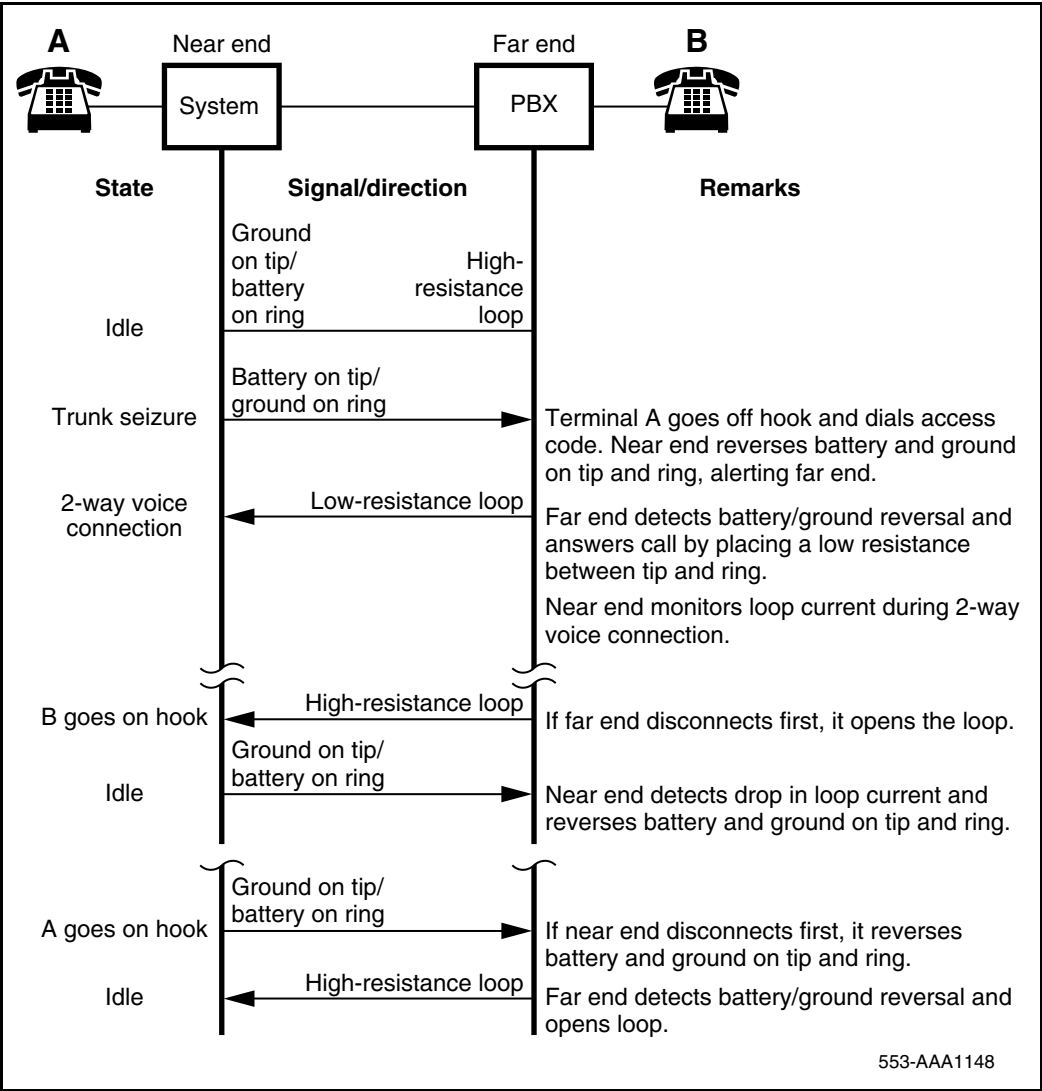 A
Near end
Far end
B
System
PBX
State
Signal/direction
Remarks
Ground
on tip/
battery
on ring
High-
resistance
loop
Idle
Battery on tip/
ground on ring
Trunk seizure
Terminal A goes off hook and dials access
code. Near end reverses battery and ground
on tip and ring, alerting far end.
2-way voice
connection
Low-resistance loop
Far end detects battery/ground reversal and
answers call by placing a low resistance
between tip and ring.
Near end monitors loop current during 2-way
voice connection.
B goes on hook
High-resistance loop
If far end disconnects first, it opens the loop.
Ground on tip/
battery on ring
Idle
Near end detects drop in loop current and
reverses battery and ground on tip and ring.
Ground on tip/
battery on ring
A goes on hook
If near end disconnects first, it reverses
battery and ground on tip and ring.
High-resistance loop
Idle
Far end detects battery/ground reversal and
opens loop.
553-AAA1148